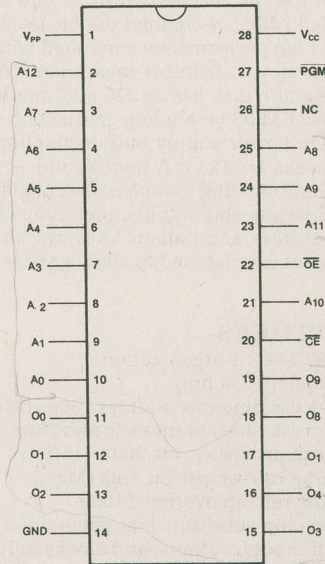 VPP 1 28 VCC
A12 2 27 PGM
A7 3 26 NC
A6 4 25 A8
A5 5 24 A9
A4 6 23 A11
A3 7 22 OE
A.2 8 21 A10
A1 9 20 CE
A0 10 19 O9
O0 11 18 O8
O1 12 17 O1
O2 13 16 O4
GND 14 15 O3